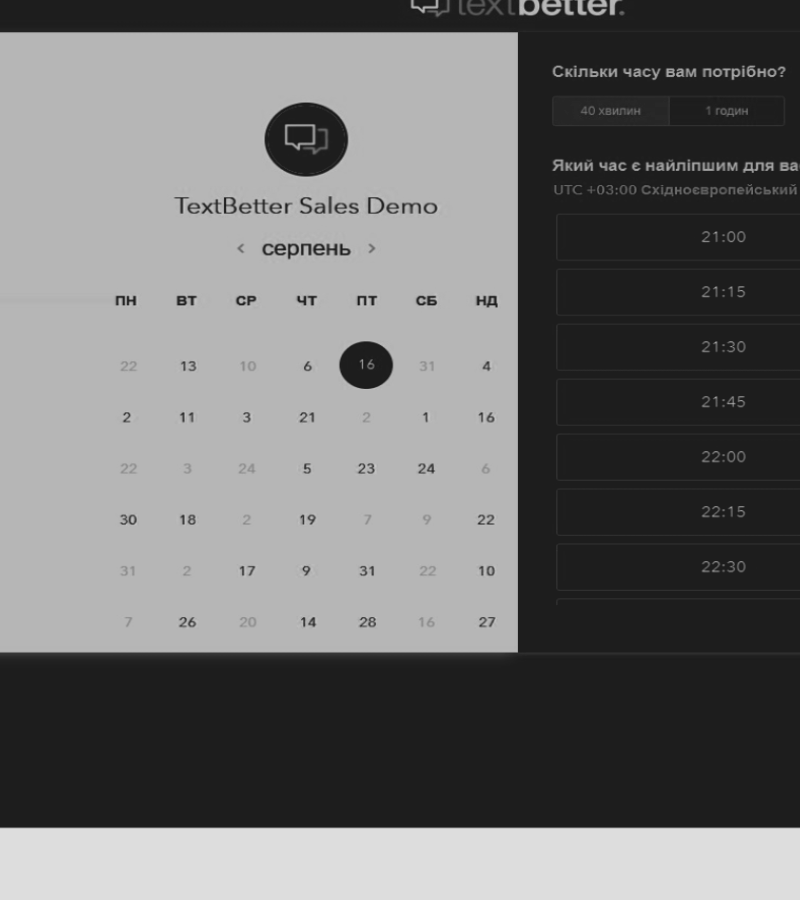 textbetter.
TextBetter Sales Demo
< серпень >
ПН ВТ СР ЧТ ПТ СБ НД
22 13 10 6 16 31 4
2 11 3 21 2 1 16
22 3 24 5 23 24 6
30 18 2 19 7 9 22
31 2 17 9 31 22 10
7 26 20 14 28 16 27
Скільки часу вам потрібно?
40 хвилин 1 годин
Який час є найліпшим для ва
UTC +03:00 Східноєвропейський
21:00
21:15
21:30
21:45
22:00
22:15
22:30